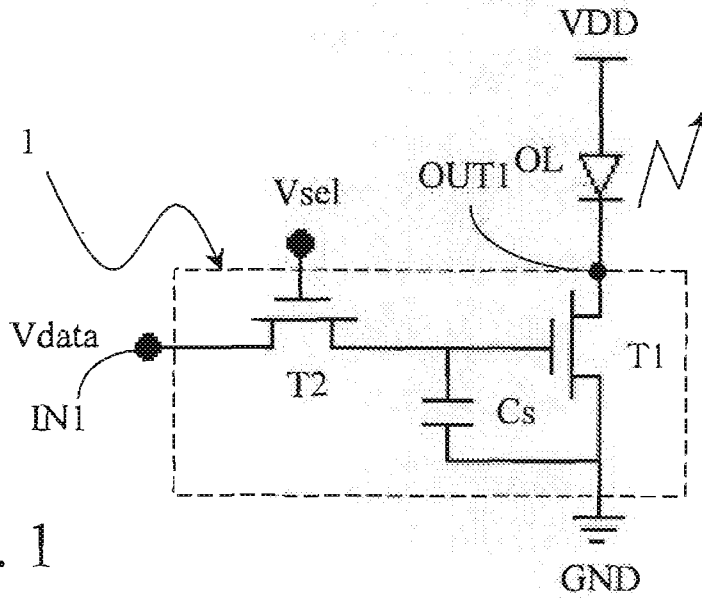 VDD
1
OUT1
OL
Vsel
Vdata
T2
T1
IN1
Cs
. 1
GND